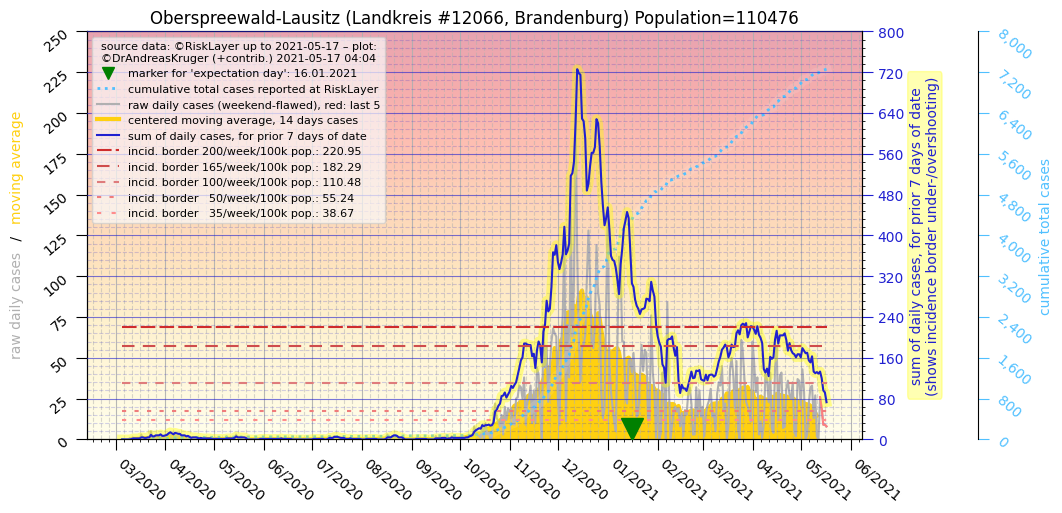 Oberspreewald-Lausitz (Landkreis #12066, Brandenburg) Population=110476
source data: ©RiskLayer up to 2021-05-17 – plot:
©DrAndreasKruger (+contrib.) 2021-05-17 04:04
marker for 'expectation day': 16.01.2021
cumulative total cases reported at RiskLayer
raw daily cases (weekend-flawed), red: last 5
centered moving average, 14 days cases
sum of daily cases, for prior 7 days of date
incid. border 200/week/100k pop.: 220.95
incid. border 165/week/100k pop.: 182.29
incid. border 100/week/100k pop.: 110.48
incid. border   50/week/100k pop.: 55.24
incid. border   35/week/100k pop.: 38.67
raw daily cases  /  moving average
250
225
200
175
150
125
100
75
50
25
0
03/2020
04/2020
05/2020
06/2020
07/2020
08/2020
09/2020
10/2020
11/2020
12/2020
01/2021
02/2021
03/2021
04/2021
05/2021
06/2021
800
720
640
560
480
400
320
240
160
80
0
sum of daily cases, for prior 7 days of date
(shows incidence border under-/overshooting)
8,000
7,200
6,400
5,600
4,800
4,000
3,200
2,400
1,600
800
0
cumulative total cases